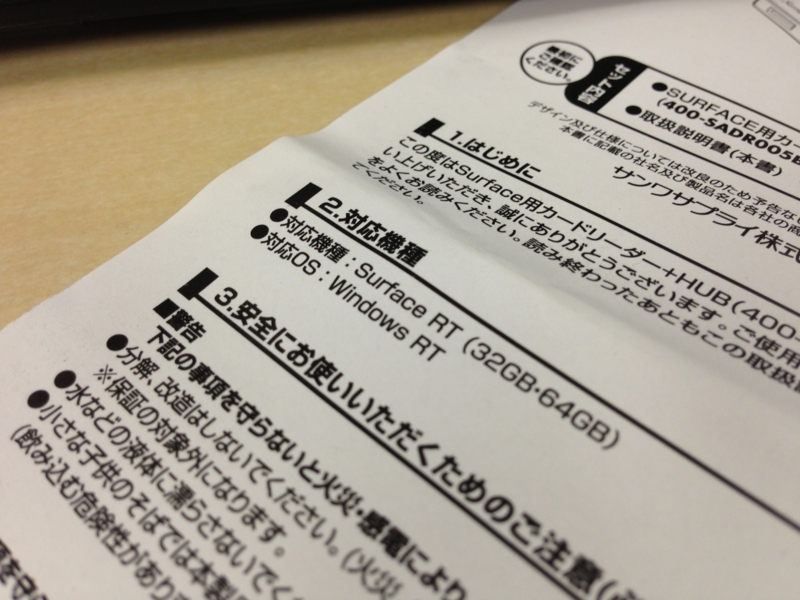 最初に
ご確認
ください。
セット内容
●SURFACE用カー
(400-SADR005B
●取扱説明書(本書)
デザイン及び仕様については改良のため予告な
本書に記載の社名及び製品名は各社の商
サンワサプライ株式
1.はじめに
この度はSurface用カードリーダー+HUB(400-
い上げいただき、誠にありがとうございます。ご使用
をよくお読みください。読み終わったあともこの取扱
てください。
2.対応機種
●対応機種：Surface RT (32GB・64GB)
●対応OS：Windows RT
3.安全にお使いいただくためのご注意(
■警告
下記の事項を守らないと火災・感電により
●分解、改造はしないでください。(火災
※保証の対象外になります。
●水などの液体に濡らさないでく
●小さな子供のそばでは本製
(飲み込む危険性があり